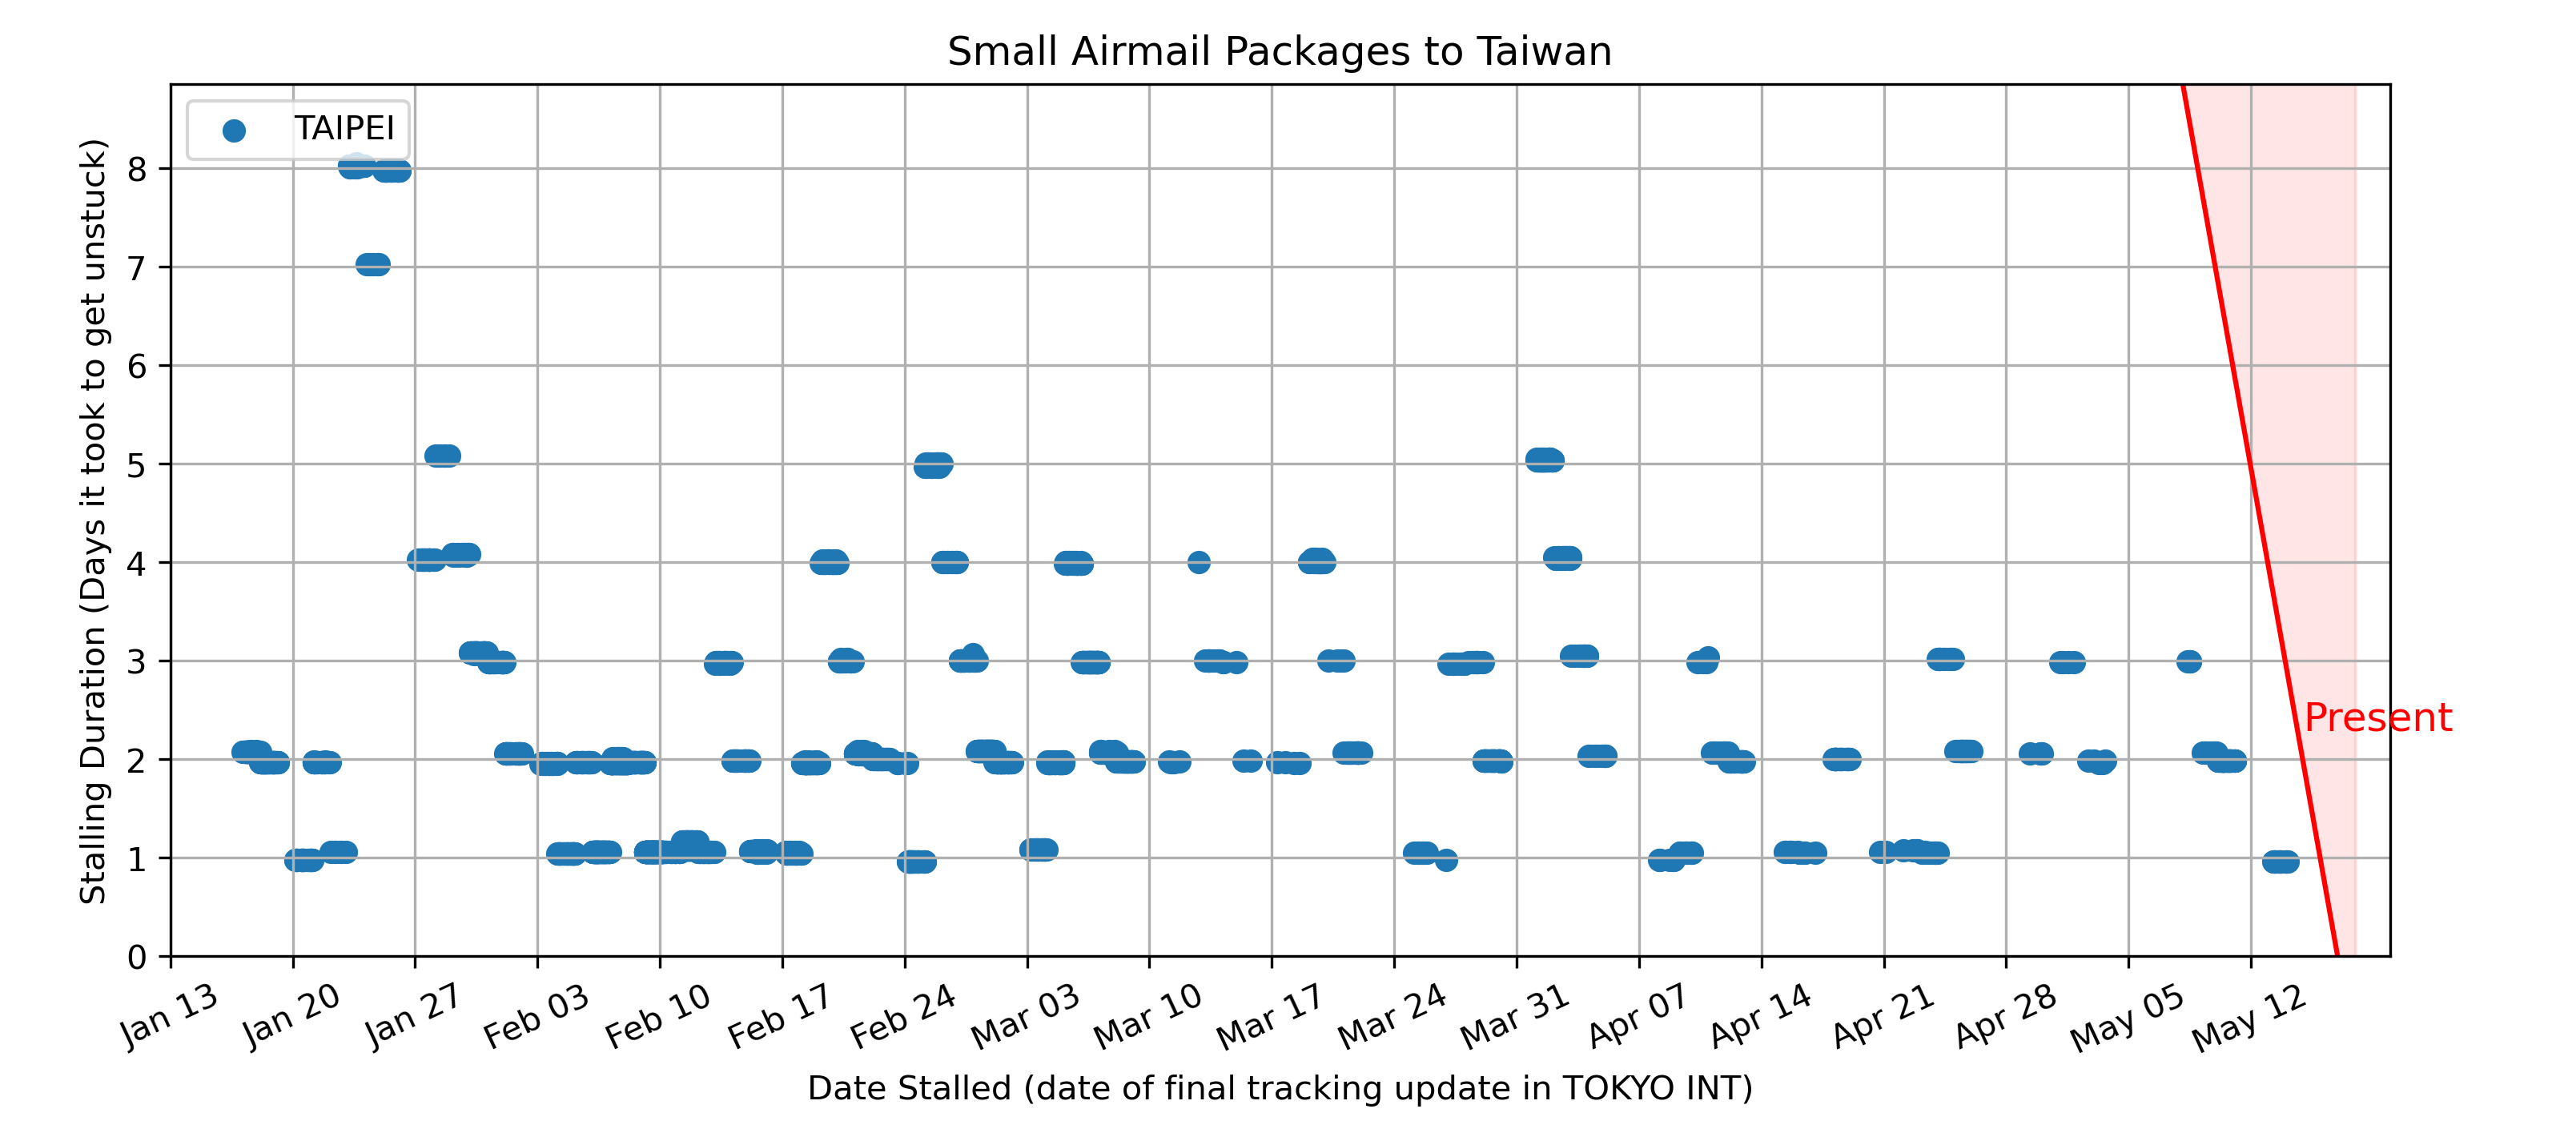 Small Airmail Packages to Taiwan
TAIPEI
Stalling Duration (Days it took to get unstuck)
8
7
6
5
4
3
2
1
0
Present
Jan 13
Jan 20
Jan 27
Feb 03
Feb 10
Feb 17
Feb 24
Mar 03
Mar 10
Mar 17
Mar 24
Mar 31
Apr 07
Apr 14
Apr 21
Apr 28
May 05
May 12
Date Stalled (date of final tracking update in TOKYO INT)